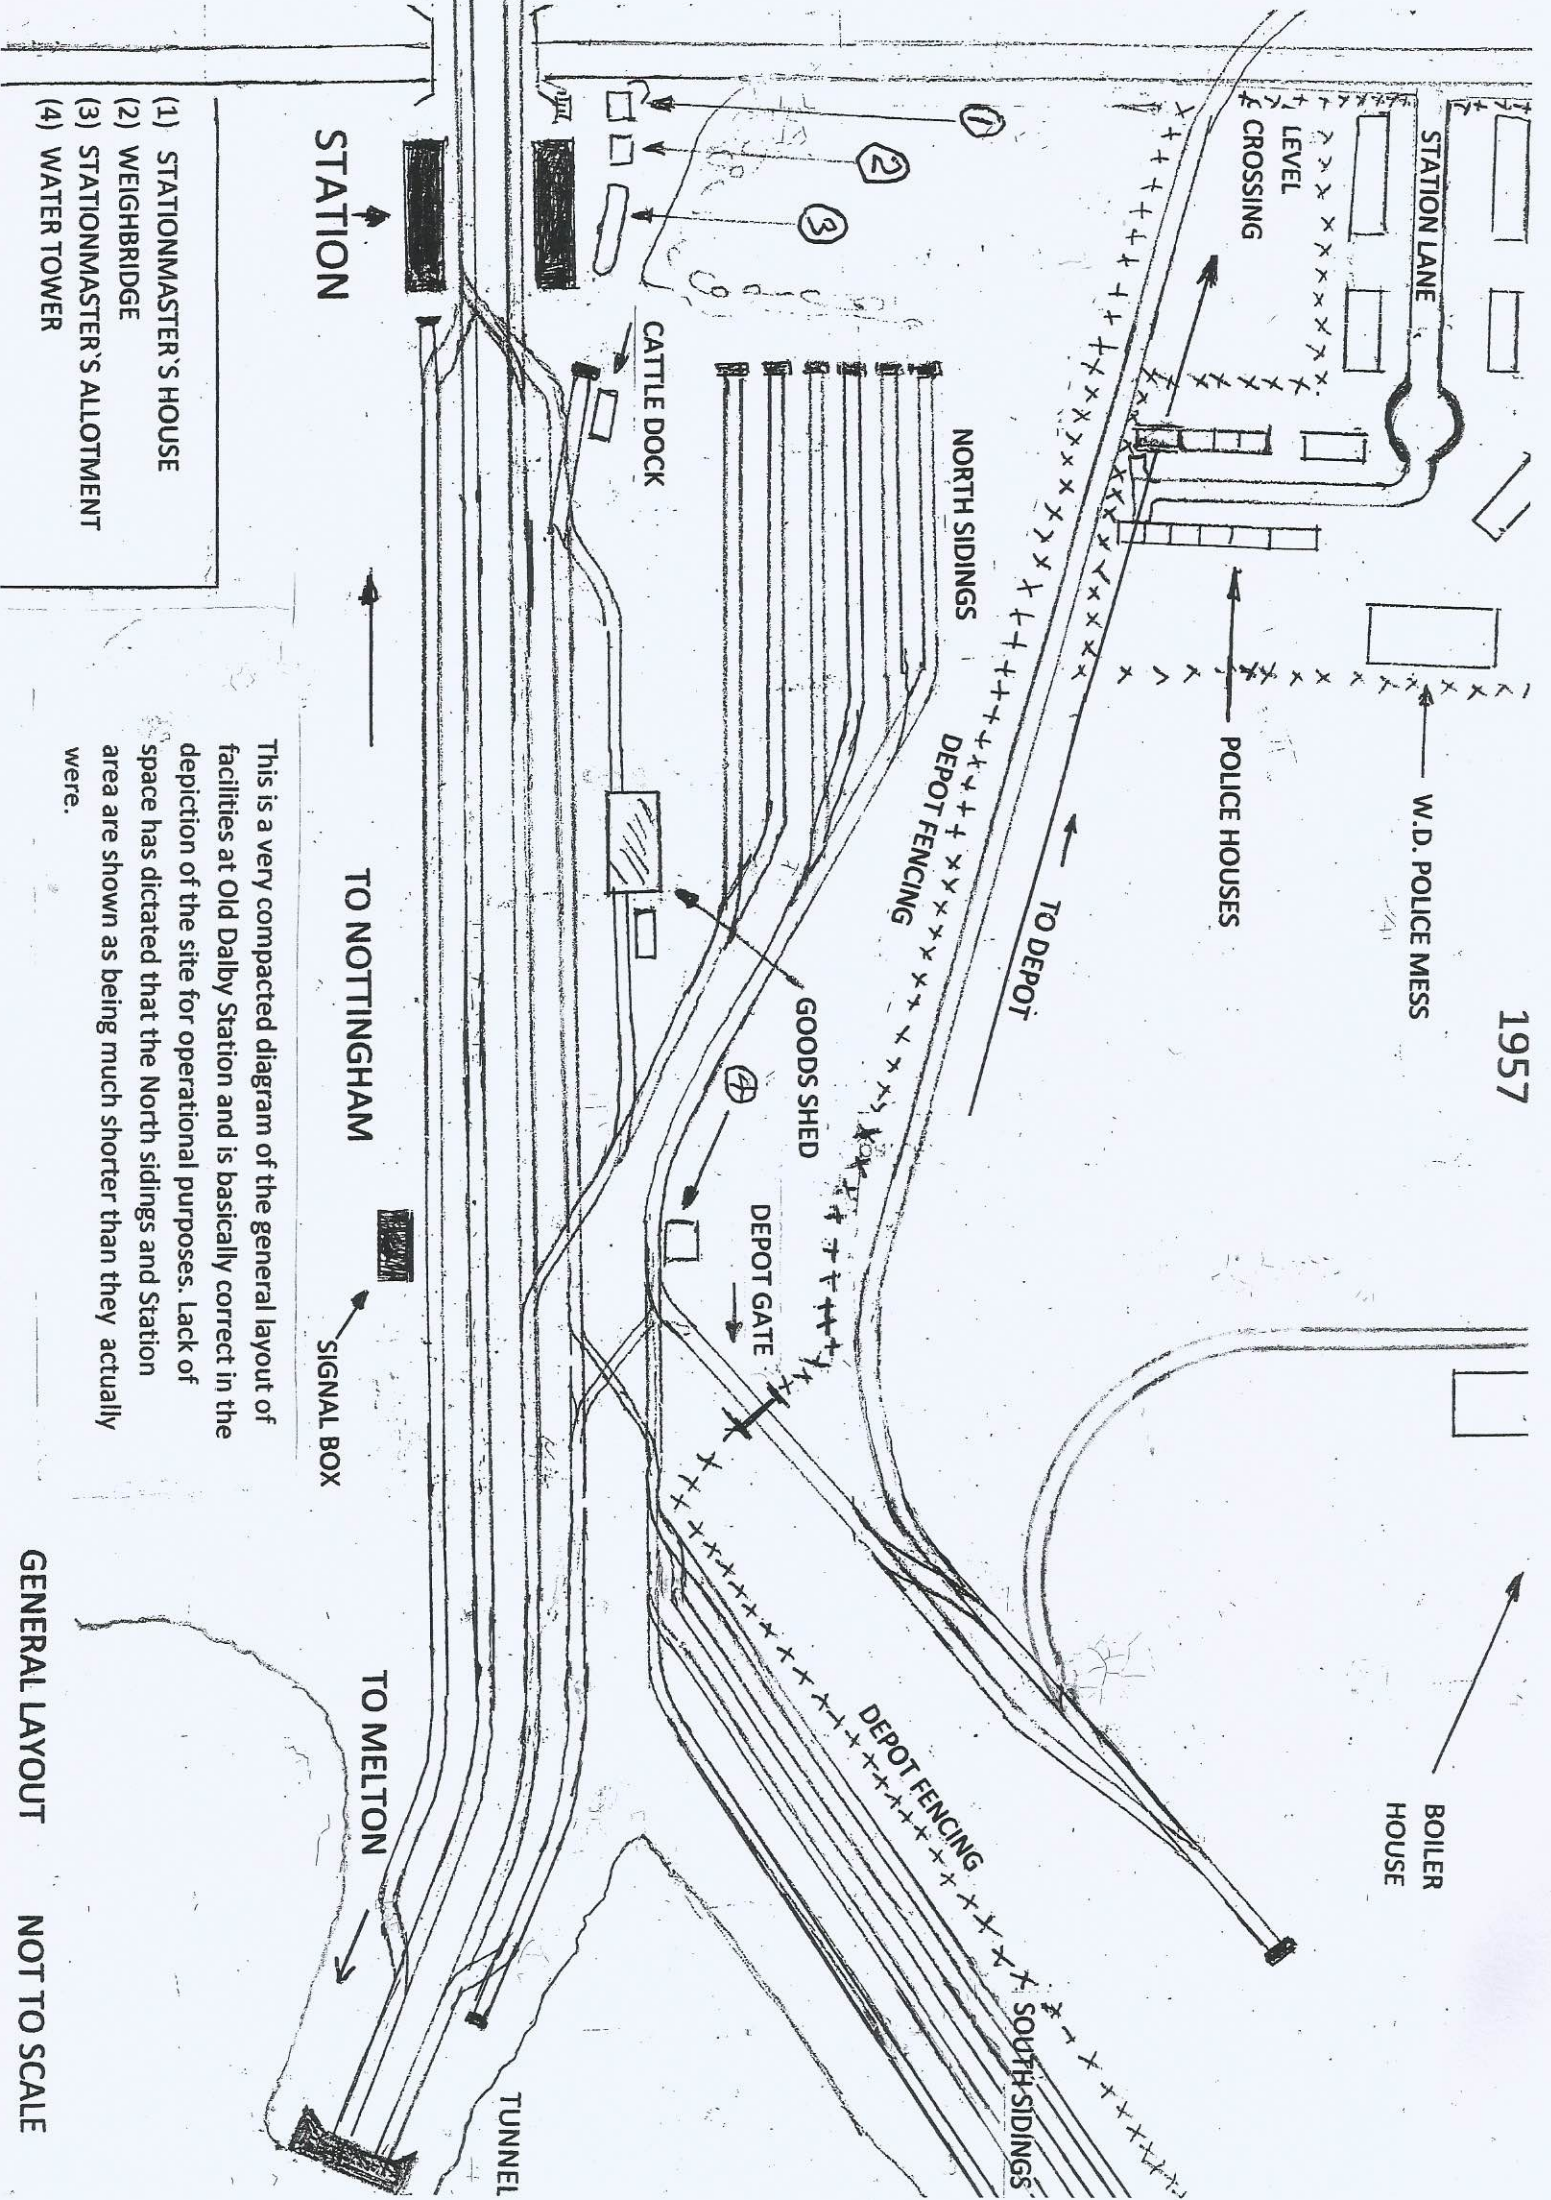 1957
STATION LANE
LEVEL
CROSSING
W.D. POLICE MESS
POLICE HOUSES
TO DEPOT
BOILER
HOUSE
1
2
3
NORTH SIDINGS
DEPOT FENCING
GOODS SHED
4
DEPOT GATE
DEPOT FENCING
SOUTH SIDINGS
CATTLE DOCK
TUNNEL
STATION
TO NOTTINGHAM
SIGNAL BOX
TO MELTON
(1) STATIONMASTER`S HOUSE
(2) WEIGHBRIDGE
(3) STATIONMASTER`S ALLOTMENT
(4) WATER TOWER
This is a very compacted diagram of the general layout of
facilities at Old Dalby Station and is basically correct in the
depiction of the site for operational purposes. Lack of
space has dictated that the North sidings and Station
area are shown as being much shorter than they actually
were.
GENERAL LAYOUT NOT TO SCALE